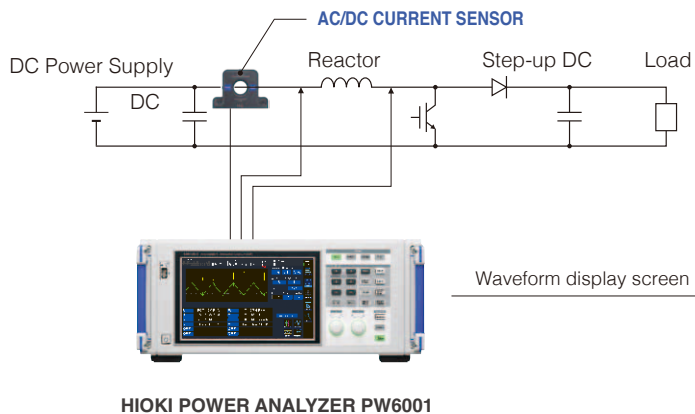 AC/DC CURRENT SENSOR
DC Power Supply
Reactor
Step-up DC
Load
DC
Waveform display screen
HIOKI POWER ANALYZER PW6001